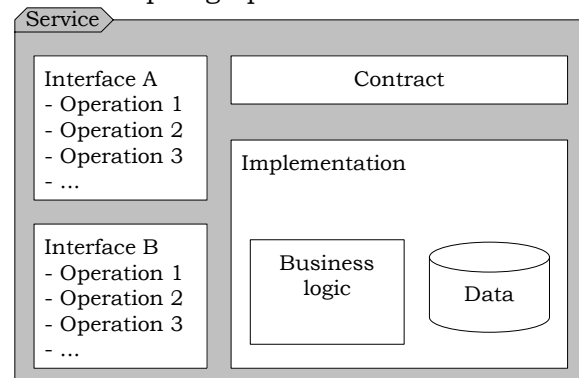 Service
Interface A
- Operation 1
- Operation 2
- Operation 3
- ...
Contract
Implementation
Interface B
- Operation 1
- Operation 2
- Operation 3
- ...
Business
logic
Data